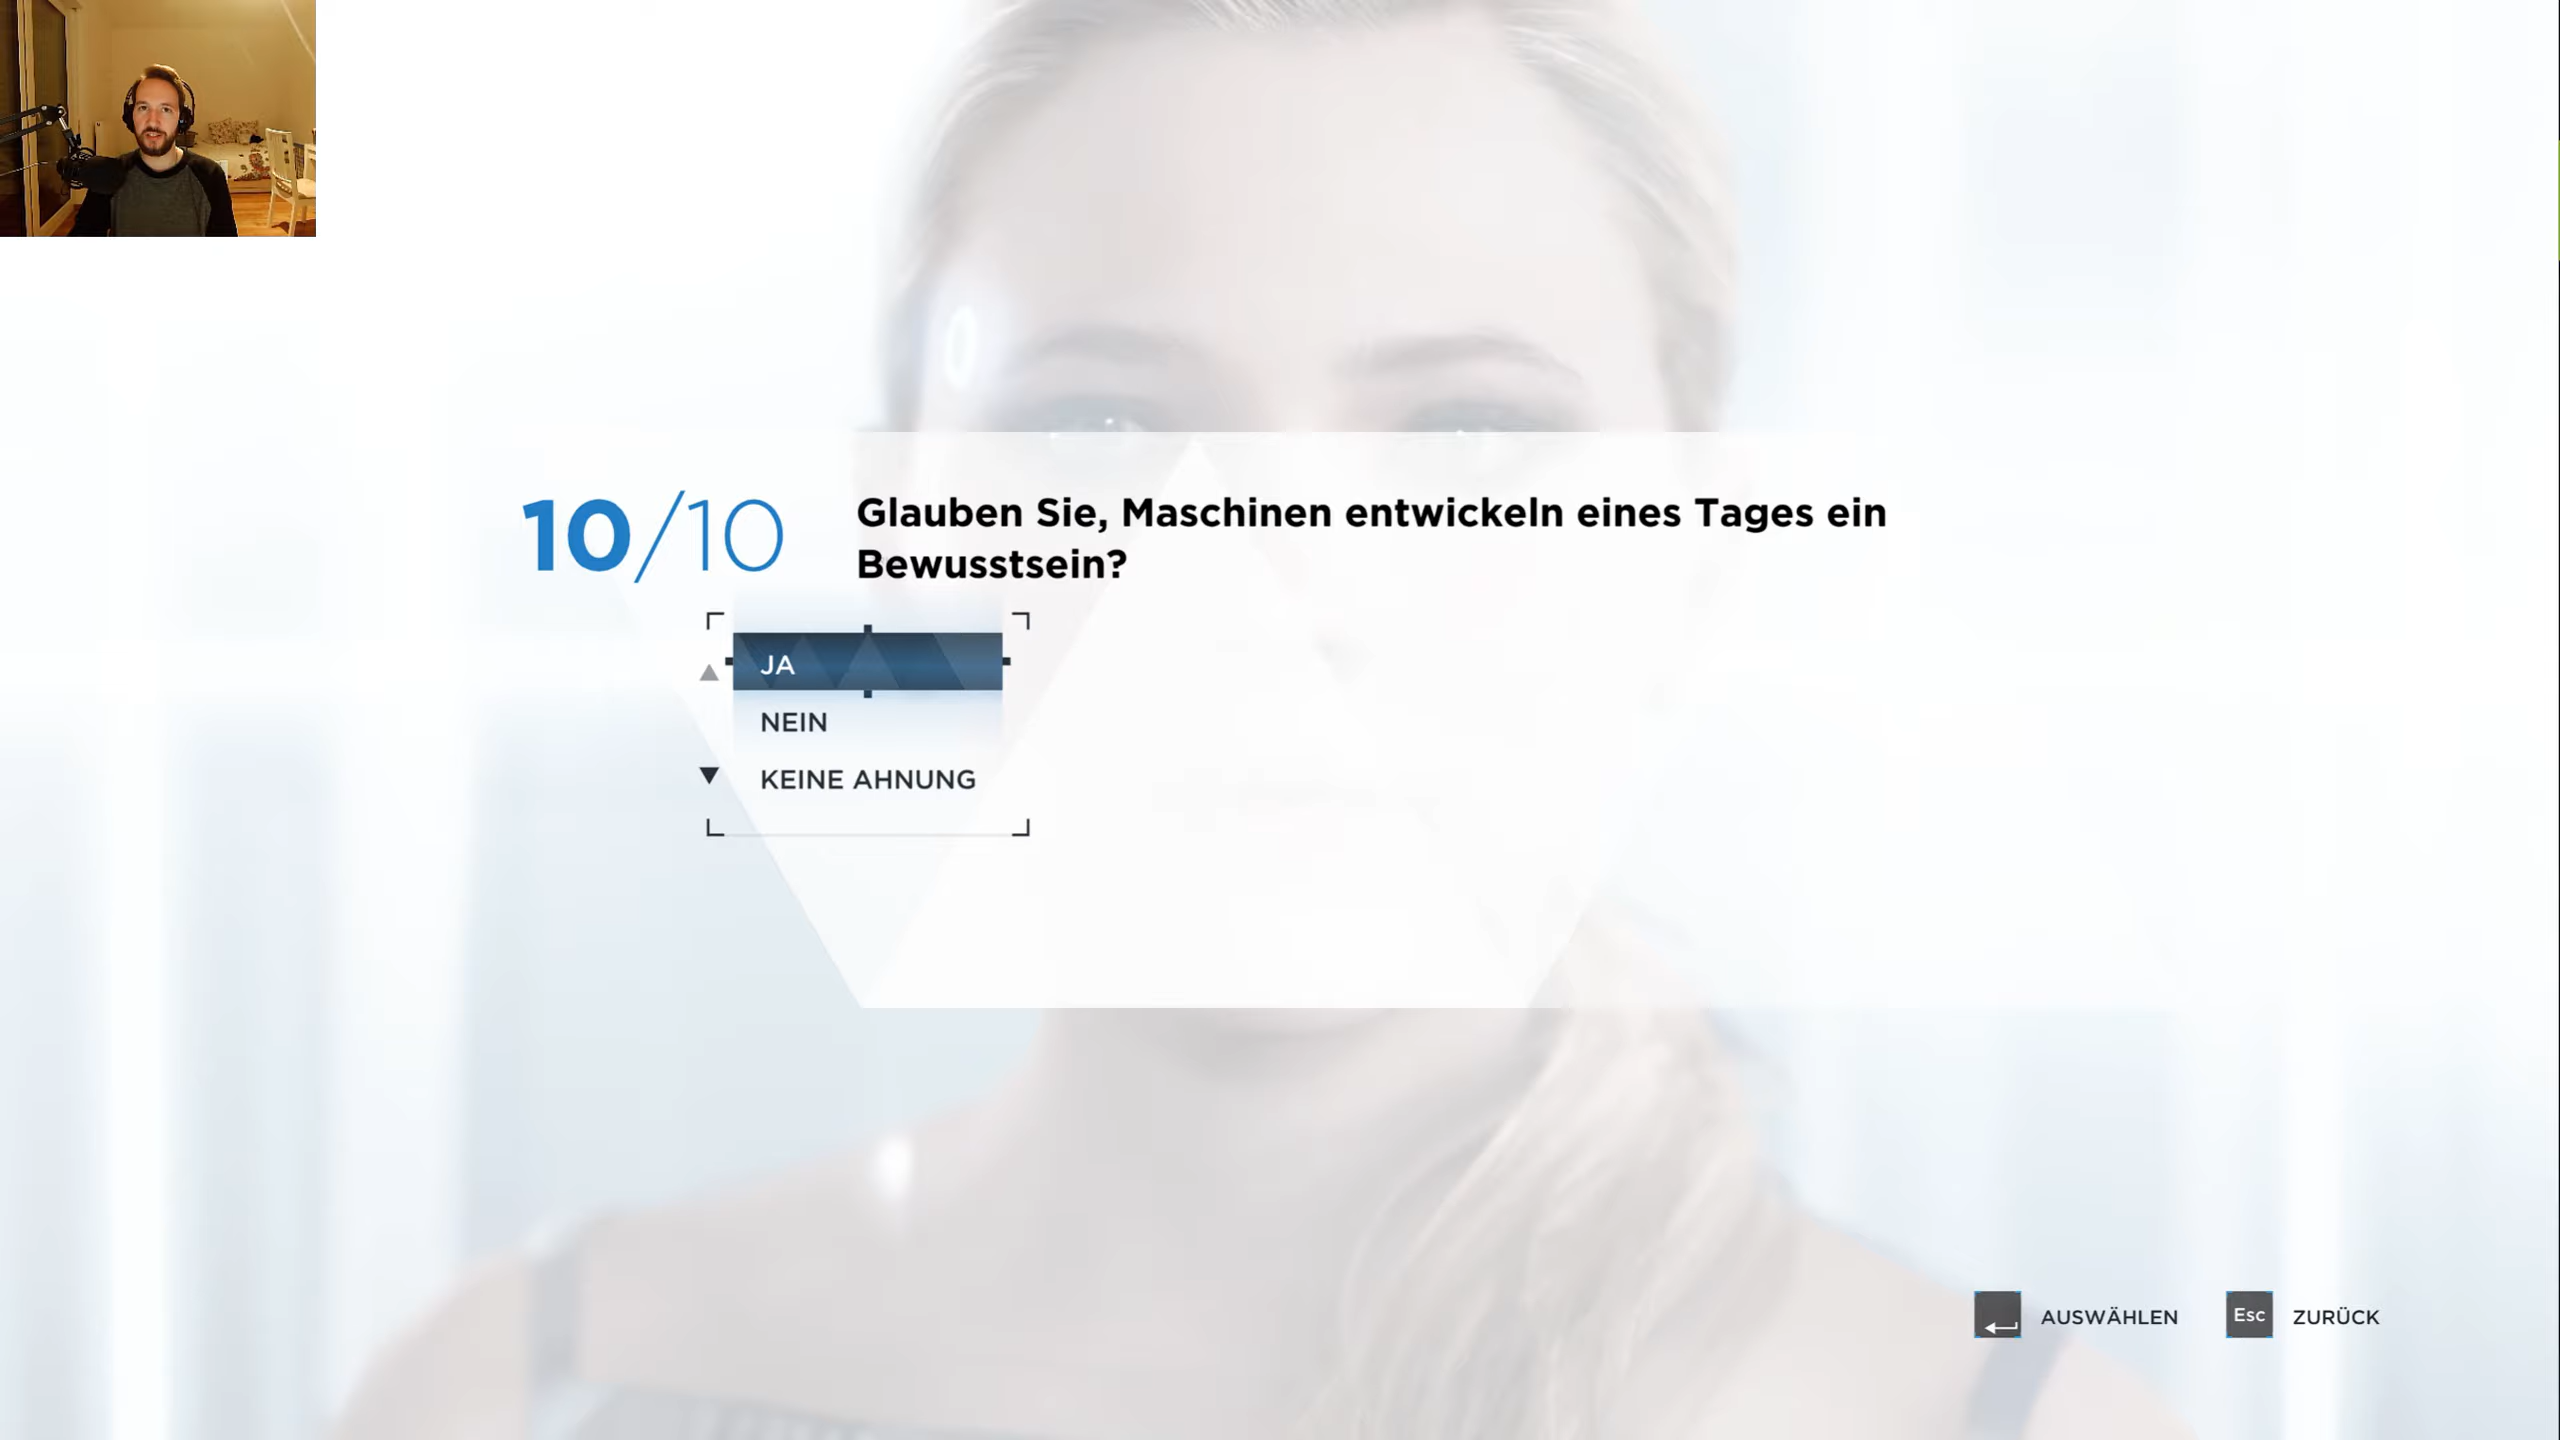 10/10
Glauben Sie, Maschinen entwickeln eines Tages ein
Bewusstsein?
JA
NEIN
KEINE AHNUNG
AUSWÄHLEN
Esc
ZURÜCK